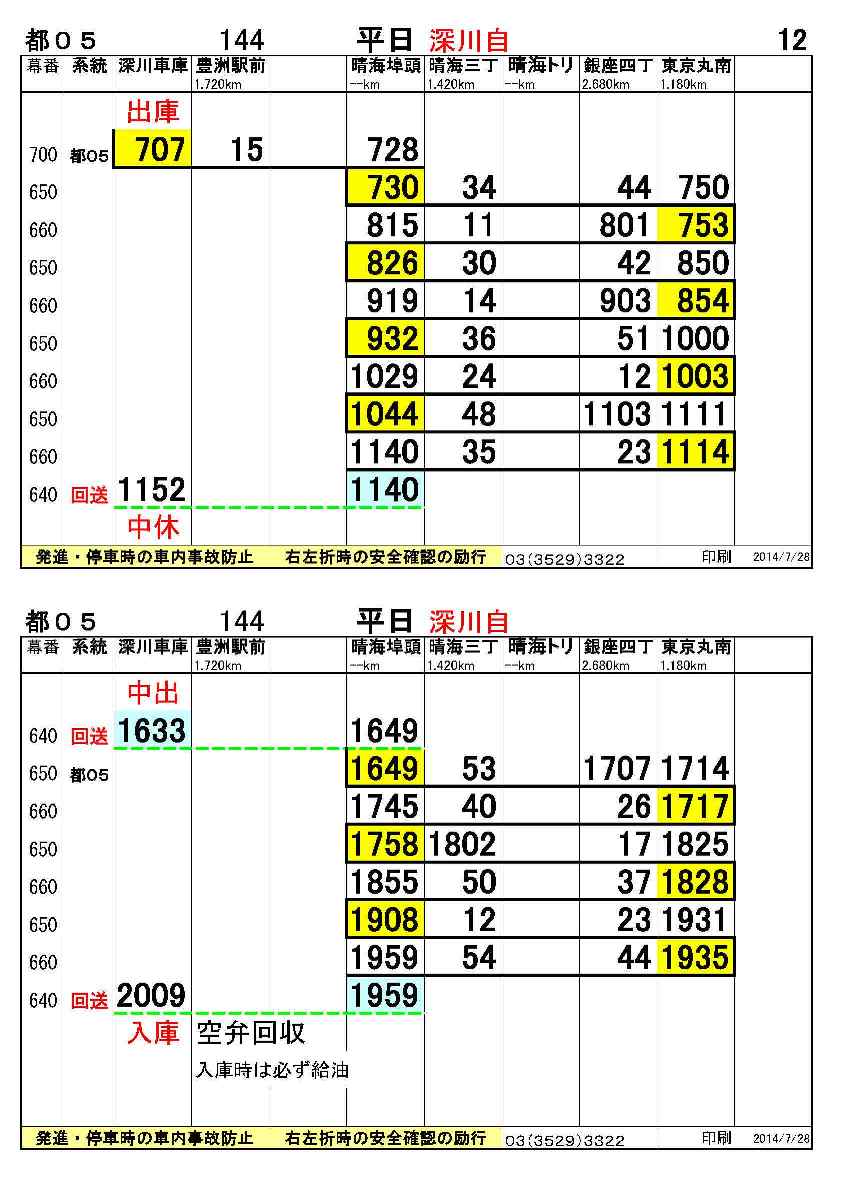 都０５ 144 平日 深川自 12
幕番 系統 深川車庫 豊洲駅前 晴海埠頭 晴海三丁 晴海トリ 銀座四丁 東京丸南
1.720km --km 1.420km --km 2.680km 1.180km
出庫
700 都０５ 707 15 728
650 730 34 44 750
660 815 11 801 753
650 826 30 42 850
660 919 14 903 854
650 932 36 51 1000
660 1029 24 12 1003
650 1044 48 1103 1111
660 1140 35 23 1114
640 回送 1152 1140
中休
発進・停車時の車内事故防止 右左折時の安全確認の励行 03(3529)3322 印刷 2014/7/28
都０５ 144 平日 深川自
幕番 系統 深川車庫 豊洲駅前 晴海埠頭 晴海三丁 晴海トリ 銀座四丁 東京丸南
1.720km --km 1.420km --km 2.680km 1.180km
中出
640 回送 1633 1649
650 都０５ 1649 53 1707 1714
660 1745 40 26 1717
650 1758 1802 17 1825
660 1855 50 37 1828
650 1908 12 23 1931
660 1959 54 44 1935
640 回送 2009 1959
入庫 空弁回収
入庫時は必ず給油
発進・停車時の車内事故防止 右左折時の安全確認の励行 03(3529)3322 印刷 2014/7/28